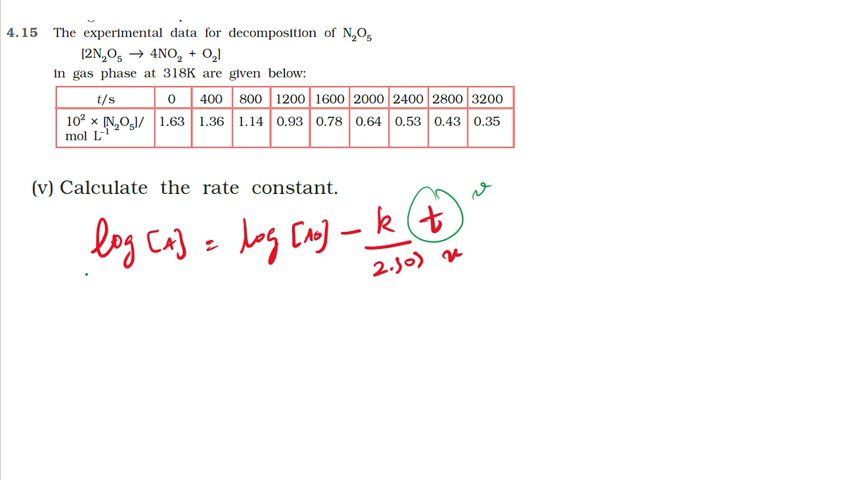 4.15 The experimental data for decomposition of N₂O₅
[2N₂O₅ → 4NO₂ + O₂]
in gas phase at 318K are given below:
t/s 0 400 800 1200 1600 2000 2400 2800 3200
10² × [N₂O₅]/ 1.63 1.36 1.14 0.93 0.78 0.64 0.53 0.43 0.35
mol L⁻¹
(v) Calculate the rate constant.
log [A] = log [A0] - k t
2.303 x